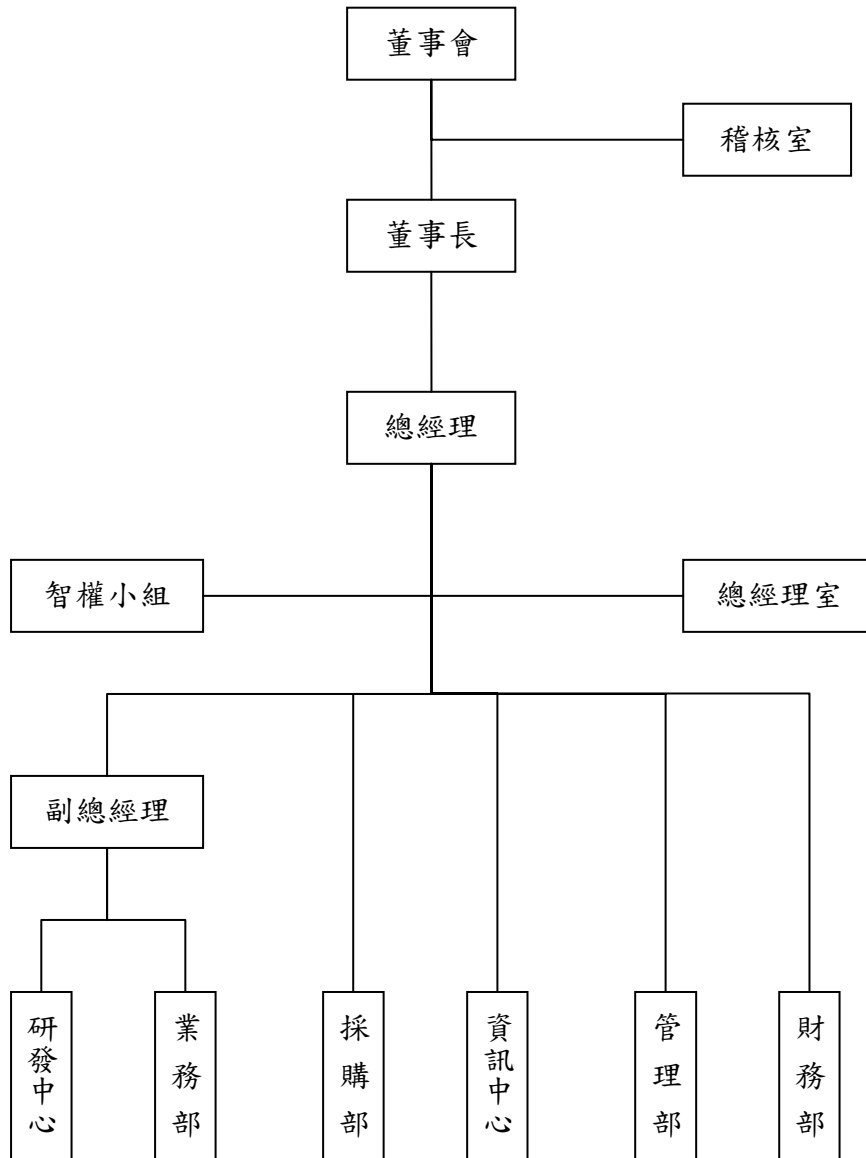 董事會
稽核室
董事長
總經理
智權小組
總經理室
副總經理
研發中心
業務部
採購部
資訊中心
管理部
財務部